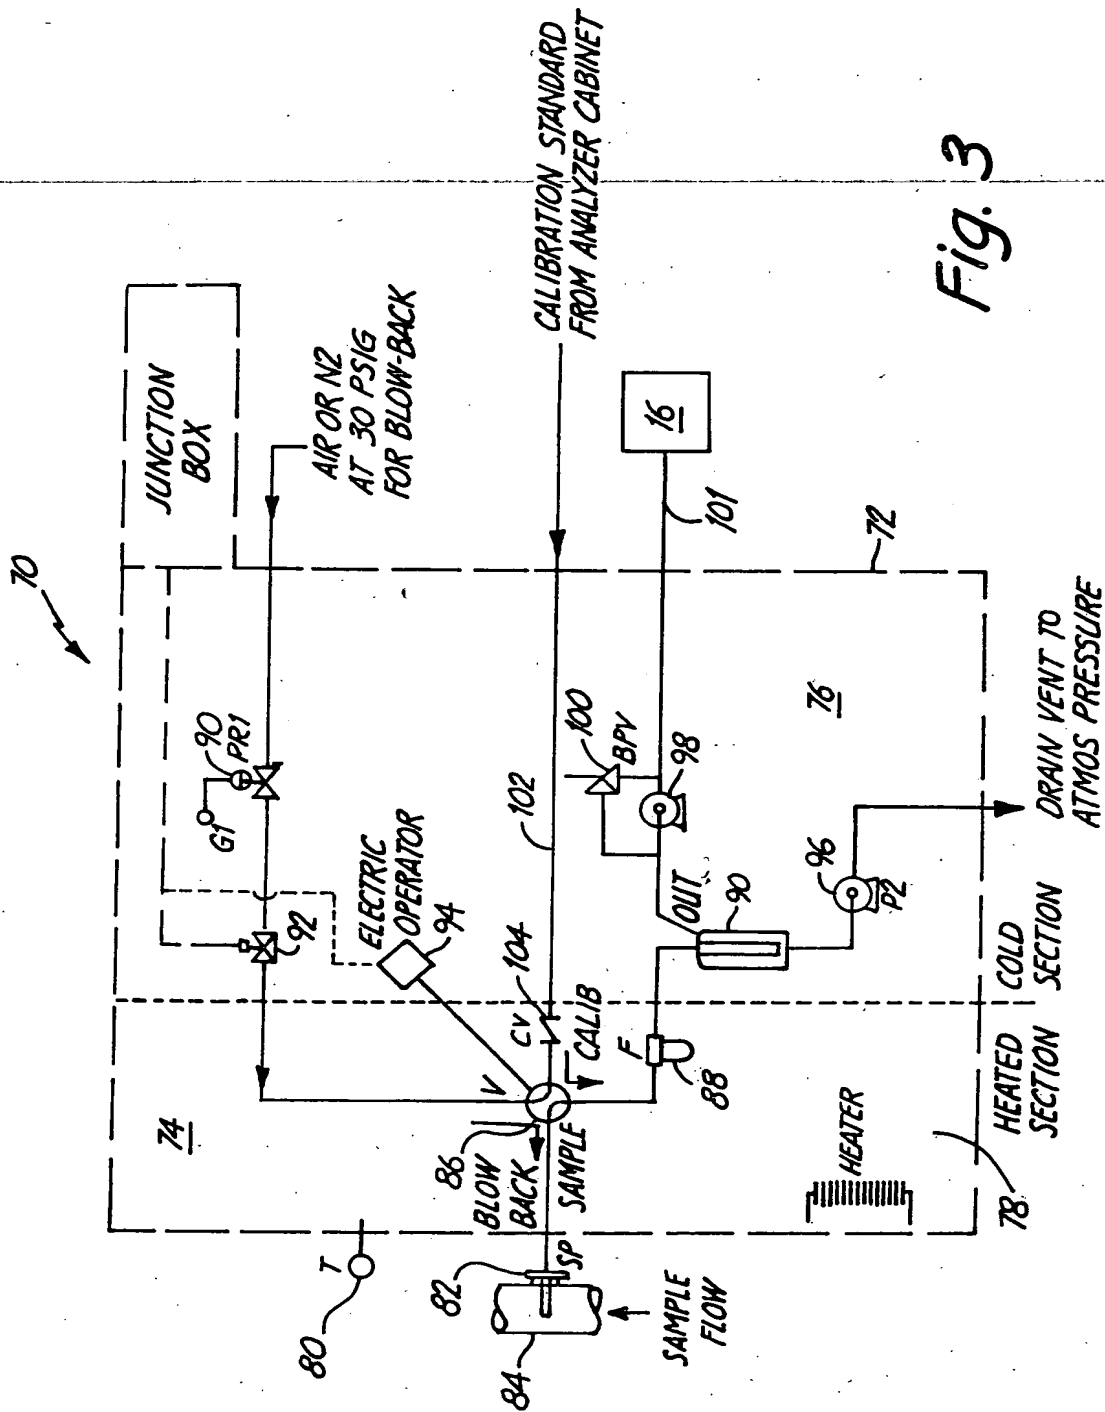 70
JUNCTION
BOX
AIR OR N2
AT 30 PSIG
FOR BLOW-BACK
CALIBRATION STANDARD
FROM ANALYZER CABINET
90
PR1
G1
92
ELECTRIC
OPERATOR
94
102
104
CV
V
100
BPV
98
101
16
72
74
86
BLOW
BACK
SAMPLE
CALIB
F
88
OUT
90
96
P2
76
T
80
82
SP
84
SAMPLE
FLOW
HEATER
78
HEATED
SECTION
COLD
SECTION
DRAIN VENT TO
ATMOS PRESSURE
Fig. 3